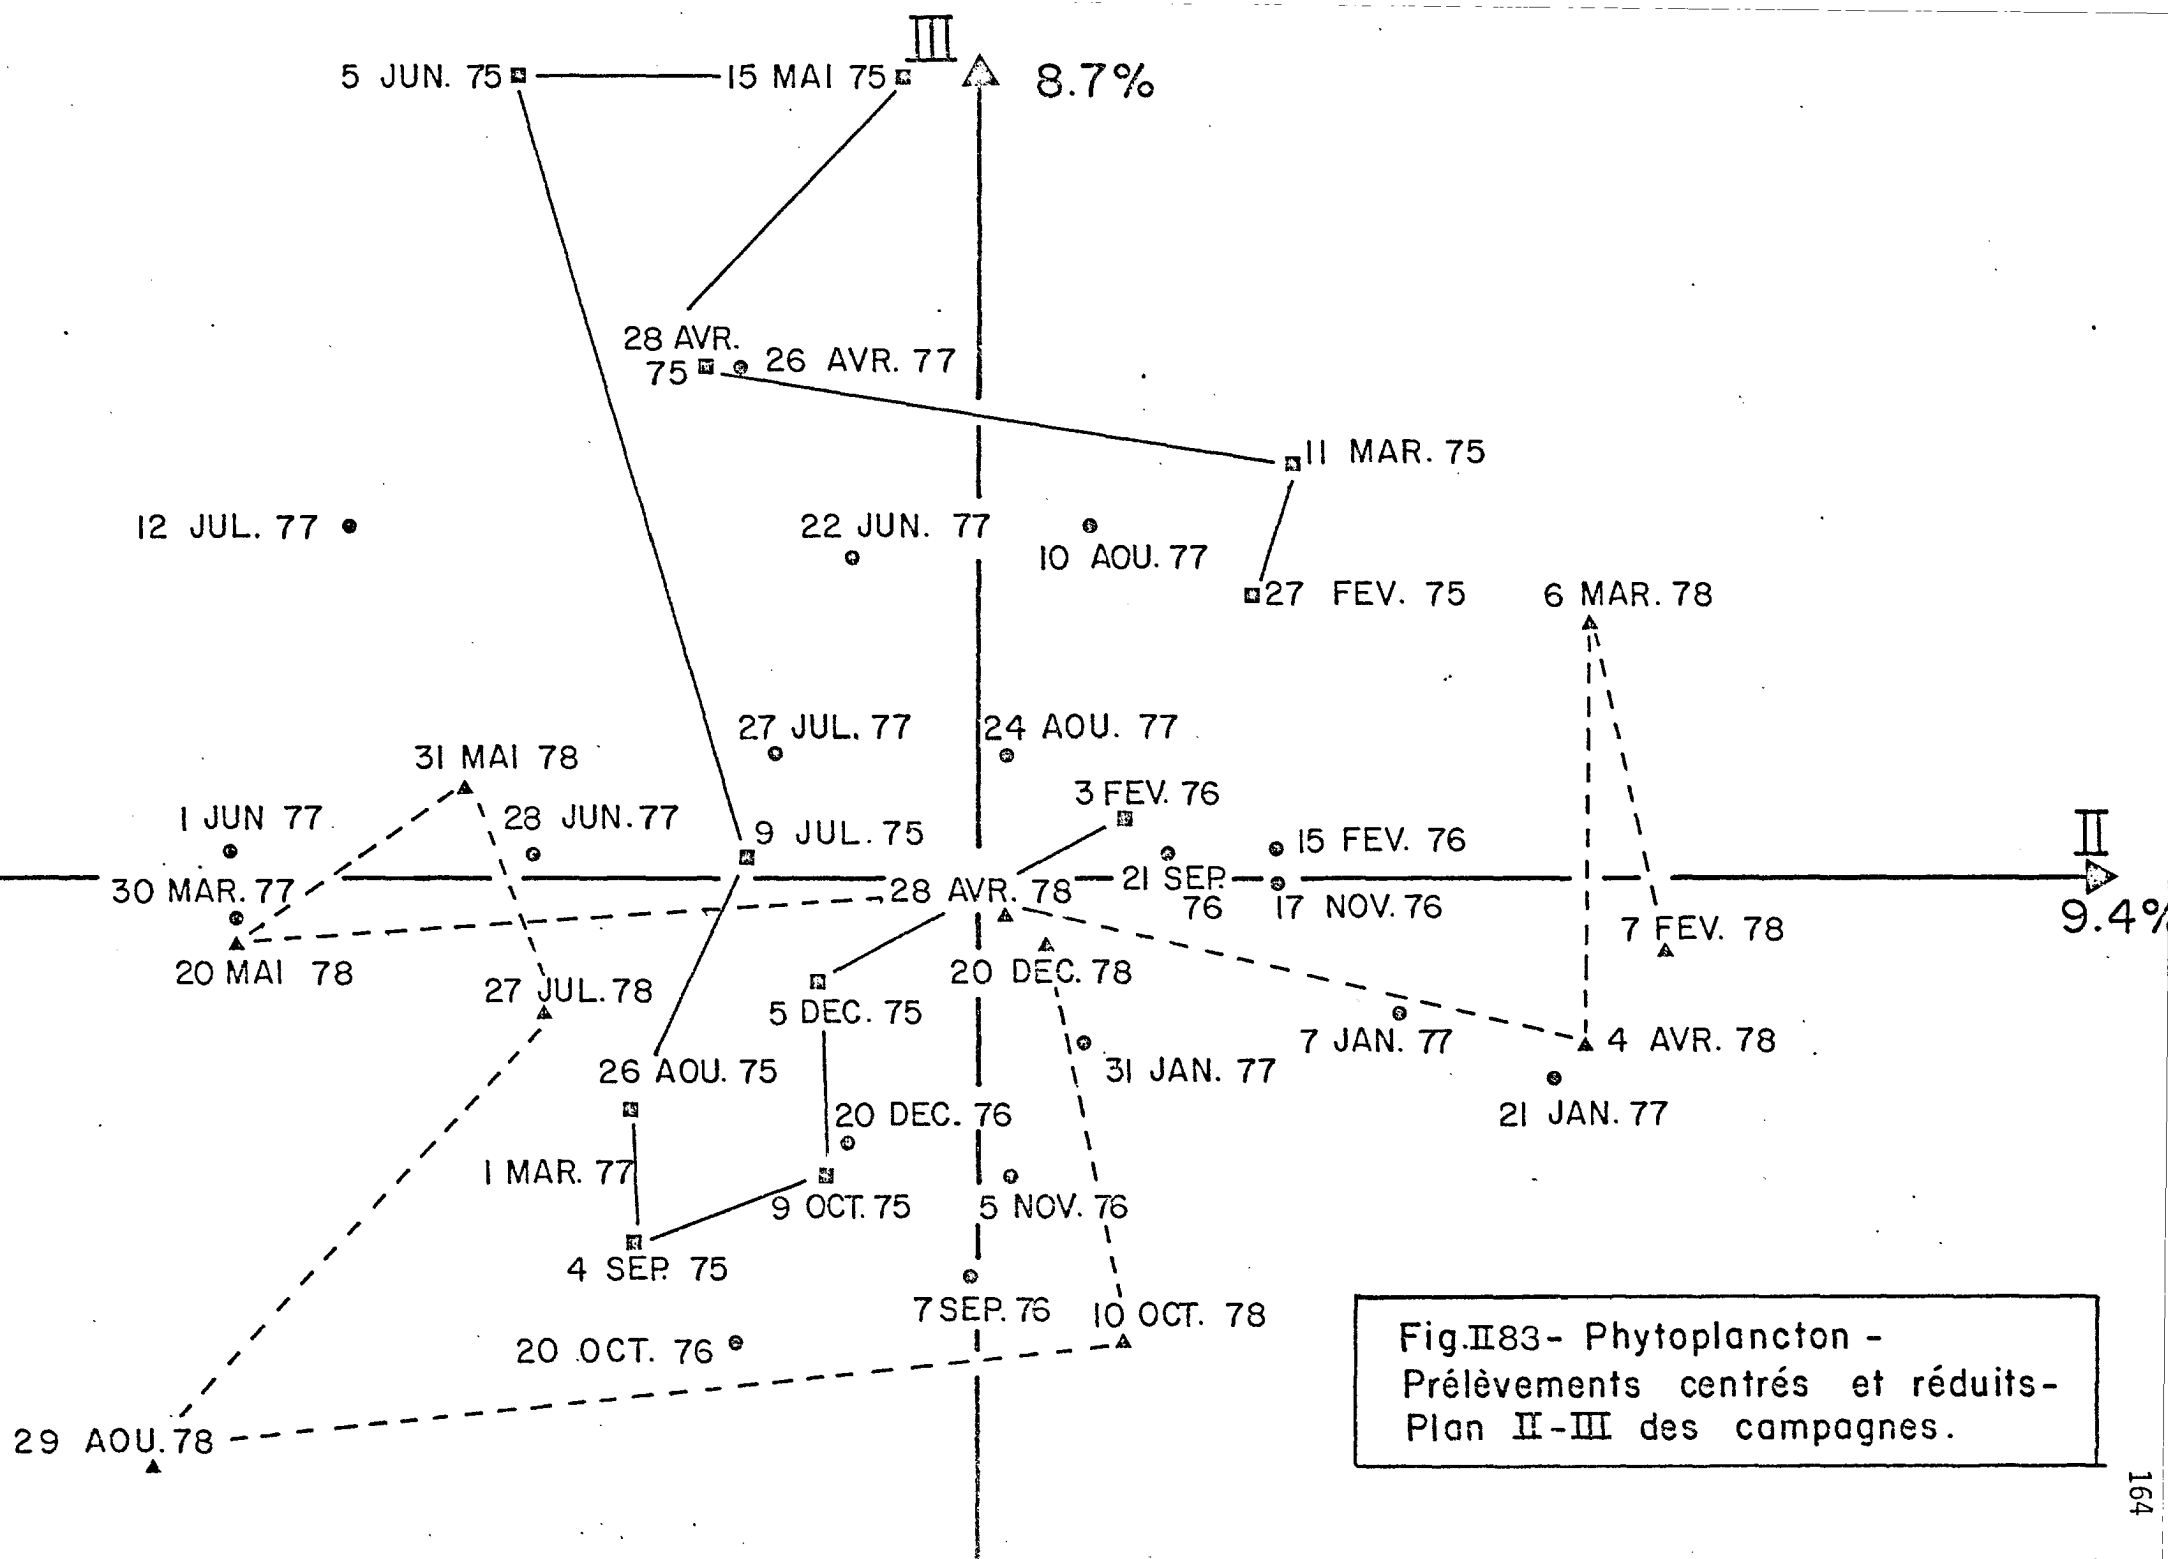 III
5 JUN. 75
15 MAI 75
8.7%
28 AVR.
75
26 AVR. 77
11 MAR. 75
12 JUL. 77
22 JUN. 77
10 AOU. 77
27 FEV. 75
6 MAR. 78
27 JUL. 77
24 AOU. 77
31 MAI 78
3 FEV. 76
1 JUN 77
28 JUN. 77
9 JUL. 75
15 FEV. 76
II
30 MAR. 77
28 AVR. 78
21 SEP.
76
17 NOV. 76
9.4%
7 FEV. 78
20 MAI 78
27 JUL. 78
20 DEC. 78
5 DEC. 75
7 JAN. 77
4 AVR. 78
26 AOU. 75
31 JAN. 77
20 DEC. 76
21 JAN. 77
1 MAR. 77
9 OCT. 75
5 NOV. 76
4 SEP. 75
7 SEP. 76
10 OCT. 78
20 OCT. 76
29 AOU. 78
Fig.II83- Phytoplancton -
Prélèvements centrés et réduits-
Plan II-III des campagnes.
164